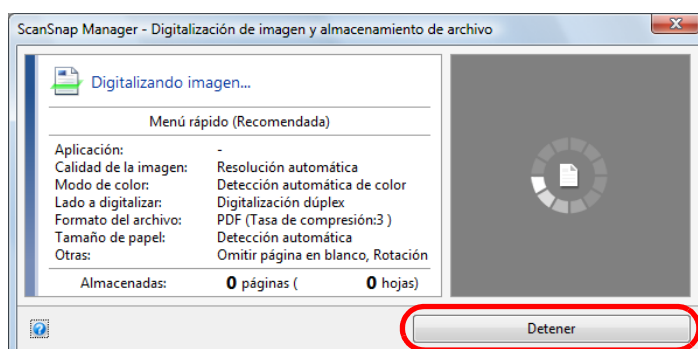 ScanSnap Manager - Digitalización de imagen y almacenamiento de archivo
Digitalizando imagen...
Menú rápido (Recomendada)
Aplicación: -
Calidad de la imagen: Resolución automática
Modo de color: Detección automática de color
Lado a digitalizar: Digitalización dúplex
Formato del archivo: PDF (Tasa de compresión:3 )
Tamaño de papel: Detección automática
Otras: Omitir página en blanco, Rotación
Almacenadas: 0 páginas ( 0 hojas)
Detener